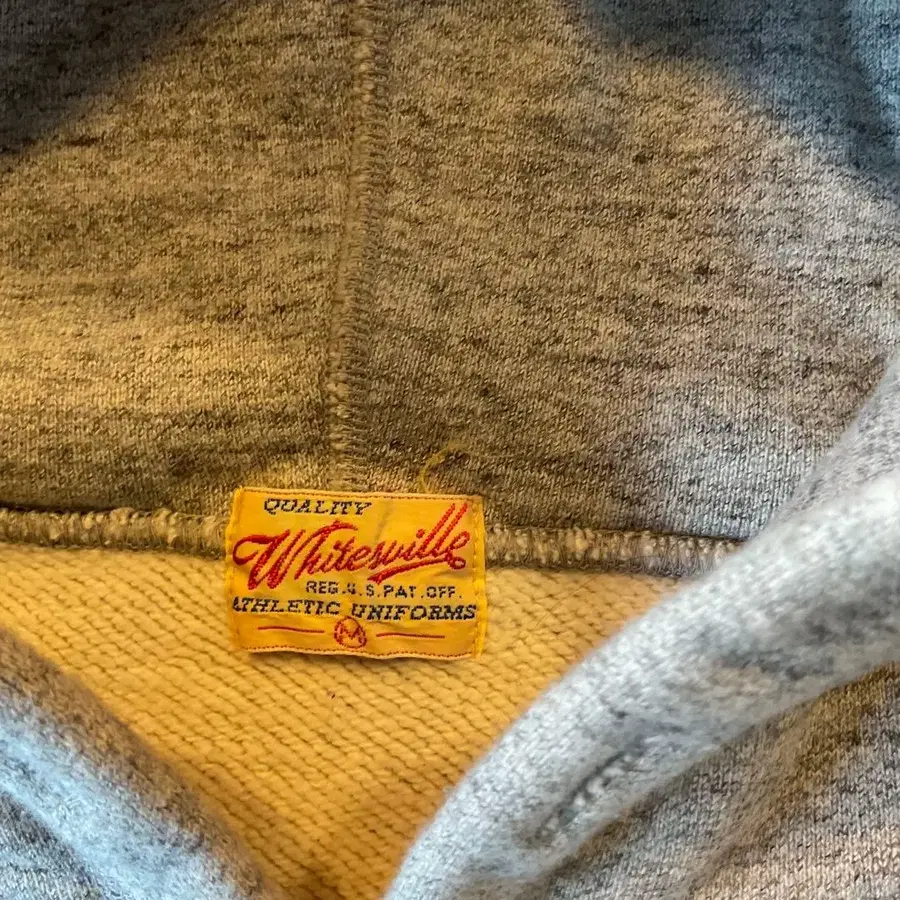 QUALITY
Whitesville
REG.U.S.PAT.OFF.
ATHLETIC UNIFORMS
M